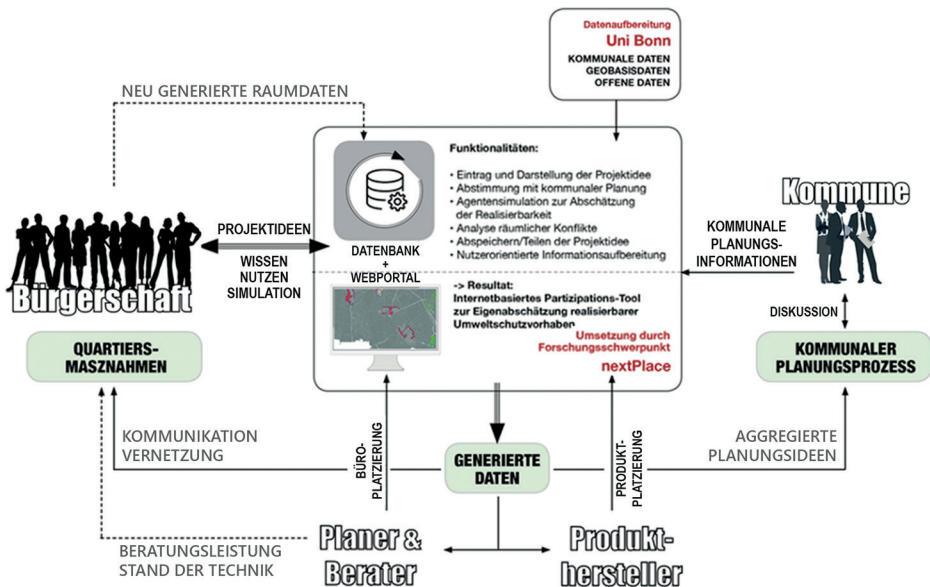 Datenaufbereitung
Uni Bonn
KOMMUNALE DATEN
GEOBASISDATEN
OFFENE DATEN
NEU GENERIERTE RAUMDATEN
Funktionalitäten:
• Eintrag und Darstellung der Projektidee
• Abstimmung mit kommunaler Planung
• Agentensimulation zur Abschätzung
der Realisierbarkeit
• Analyse räumlicher Konflikte
• Abspeichern/Teilen der Projektidee
• Nutzerorientierte Informationsaufbereitung
DATENBANK
+
WEBPORTAL
-> Resultat:
Internetbasiertes Partizipations-Tool
zur Eigenabschätzung realisierbarer
Umweltschutzvorhaben
Umsetzung durch
Forschungsschwerpunkt
nextPlace
Bürgerschaft
PROJEKTIDEEN
WISSEN
NUTZEN
SIMULATION
Kommune
KOMMUNALE
PLANUNGS-
INFORMATIONEN
DISKUSSION
QUARTIERS-
MASZNAHMEN
KOMMUNALER
PLANUNGSPROZESS
KOMMUNIKATION
VERNETZUNG
BÜRO-
PLATZIERUNG
GENERIERTE
DATEN
PRODUKT-
PLATZIERUNG
AGGREGIERTE
PLANUNGSIDEEN
BERATUNGSLEISTUNG
STAND DER TECHNIK
Planer &
Berater
Produkt-
hersteller